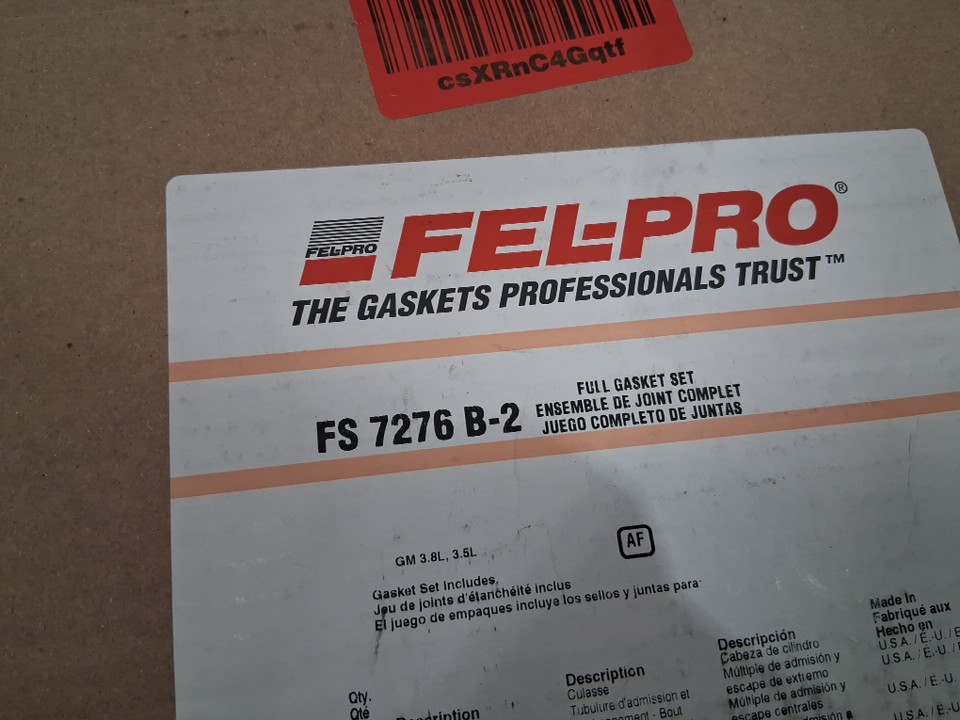 csXRnC4Gqtf
FEL-PRO
FEL-PRO®
THE GASKETS PROFESSIONALS TRUST™
FS 7276 B-2
FULL GASKET SET
ENSEMBLE DE JOINT COMPLET
JUEGO COMPLETO DE JUNTAS
GM 3.8L, 3.5L
AF
Gasket Set Includes,
Jeu de joints d'étanchéité inclus
El juego de empaques incluye los sellos y juntas para:
Qty.
Qté
Description
Description
Culasse
Tubulure d'admission et
- Bout
Descripción
Cabeza de cilindro
Múltiple de admisión y
escape de extremo
Múltiple de admisión y
escape centrales
Made In
Fabriqué aux
Hecho en
U.S.A. / É.-U. / E
U.S.A. / É.-U. /
U.S.A. / É.-U.
U.S.A. / É.-U